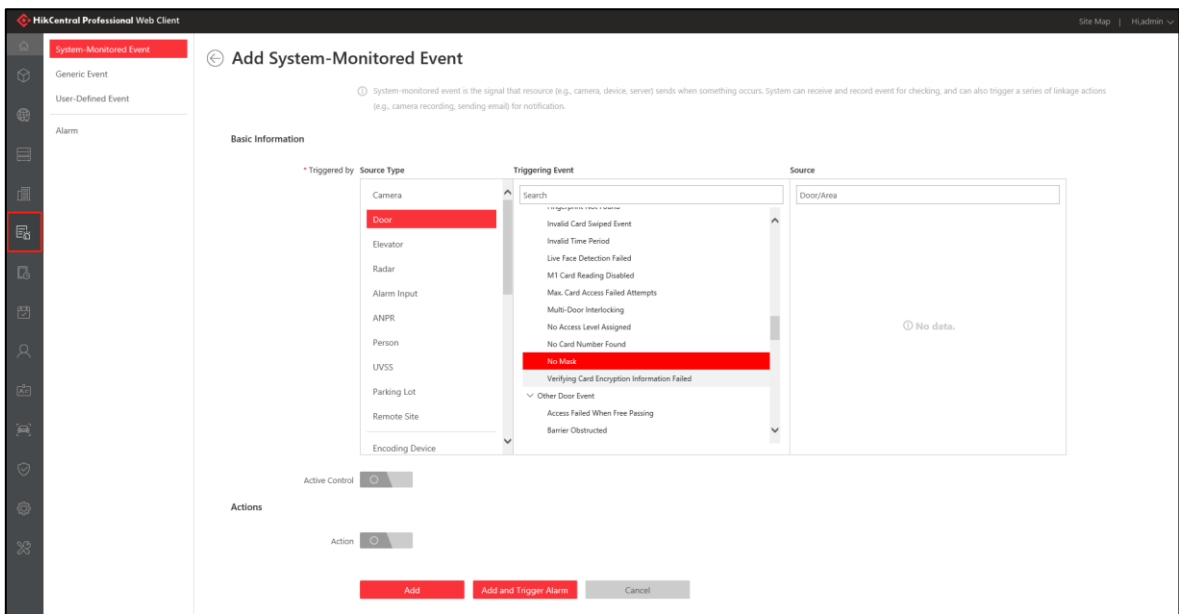 HikCentral Professional Web Client
Site Map | Hi,admin
System-Monitored Event
Generic Event
User-Defined Event
Alarm
Add System-Monitored Event
System-monitored event is the signal that resource (e.g., camera, device, server) sends when something occurs. System can receive and record event for checking, and can also trigger a series of linkage actions
(e.g., camera recording, sending email) for notification.
Basic Information
* Triggered by
Source Type
Camera
Door
Elevator
Radar
Alarm Input
ANPR
Person
UVSS
Parking Lot
Remote Site
Encoding Device
Triggering Event
Search
Fingerprint Not Found
Invalid Card Swiped Event
Invalid Time Period
Live Face Detection Failed
M1 Card Reading Disabled
Max. Card Access Failed Attempts
Multi-Door Interlocking
No Access Level Assigned
No Card Number Found
No Mask
Verifying Card Encryption Information Failed
Other Door Event
Access Failed When Free Passing
Barrier Obstructed
Source
Door/Area
No data.
Active Control
Actions
Action
Add
Add and Trigger Alarm
Cancel